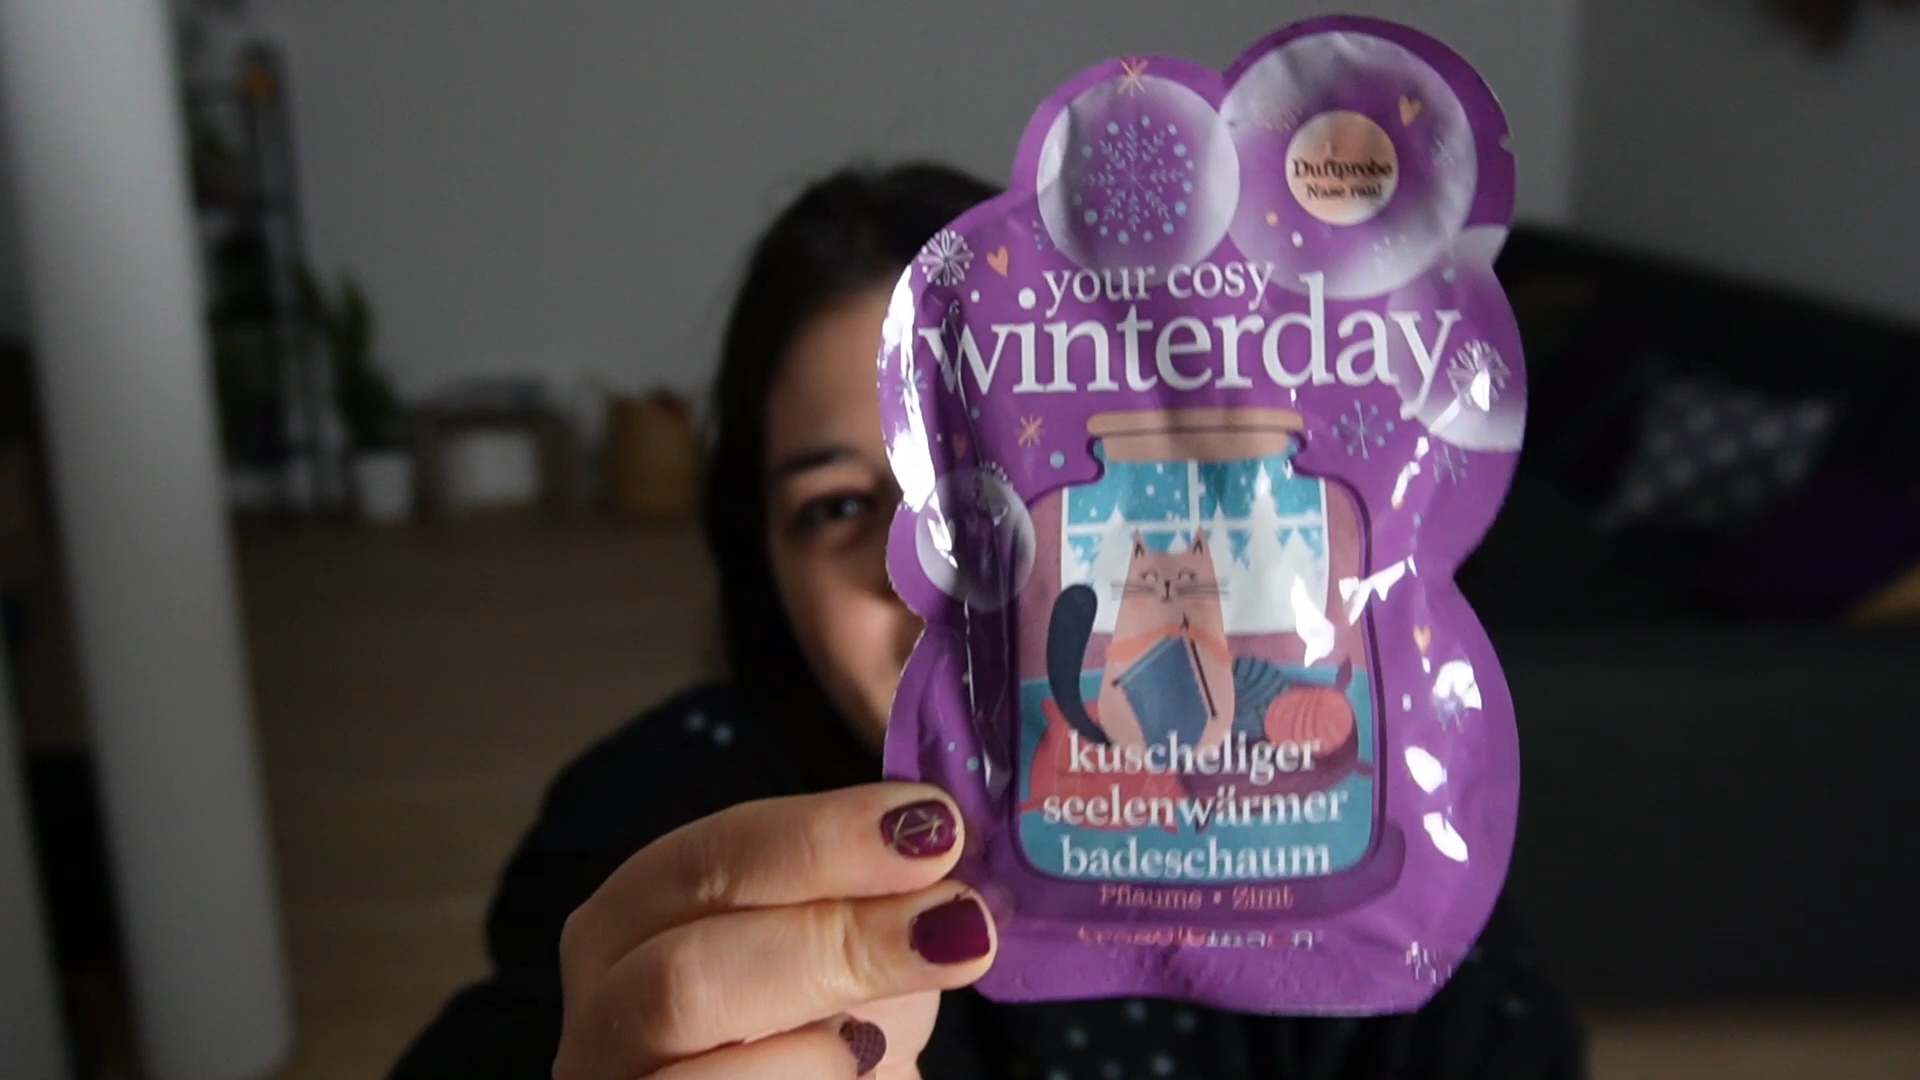 Duftprobe
Nase ran!
your cosy
winterday
kuscheliger
seelenwärmer
badeschaum
Pflaume • Zimt